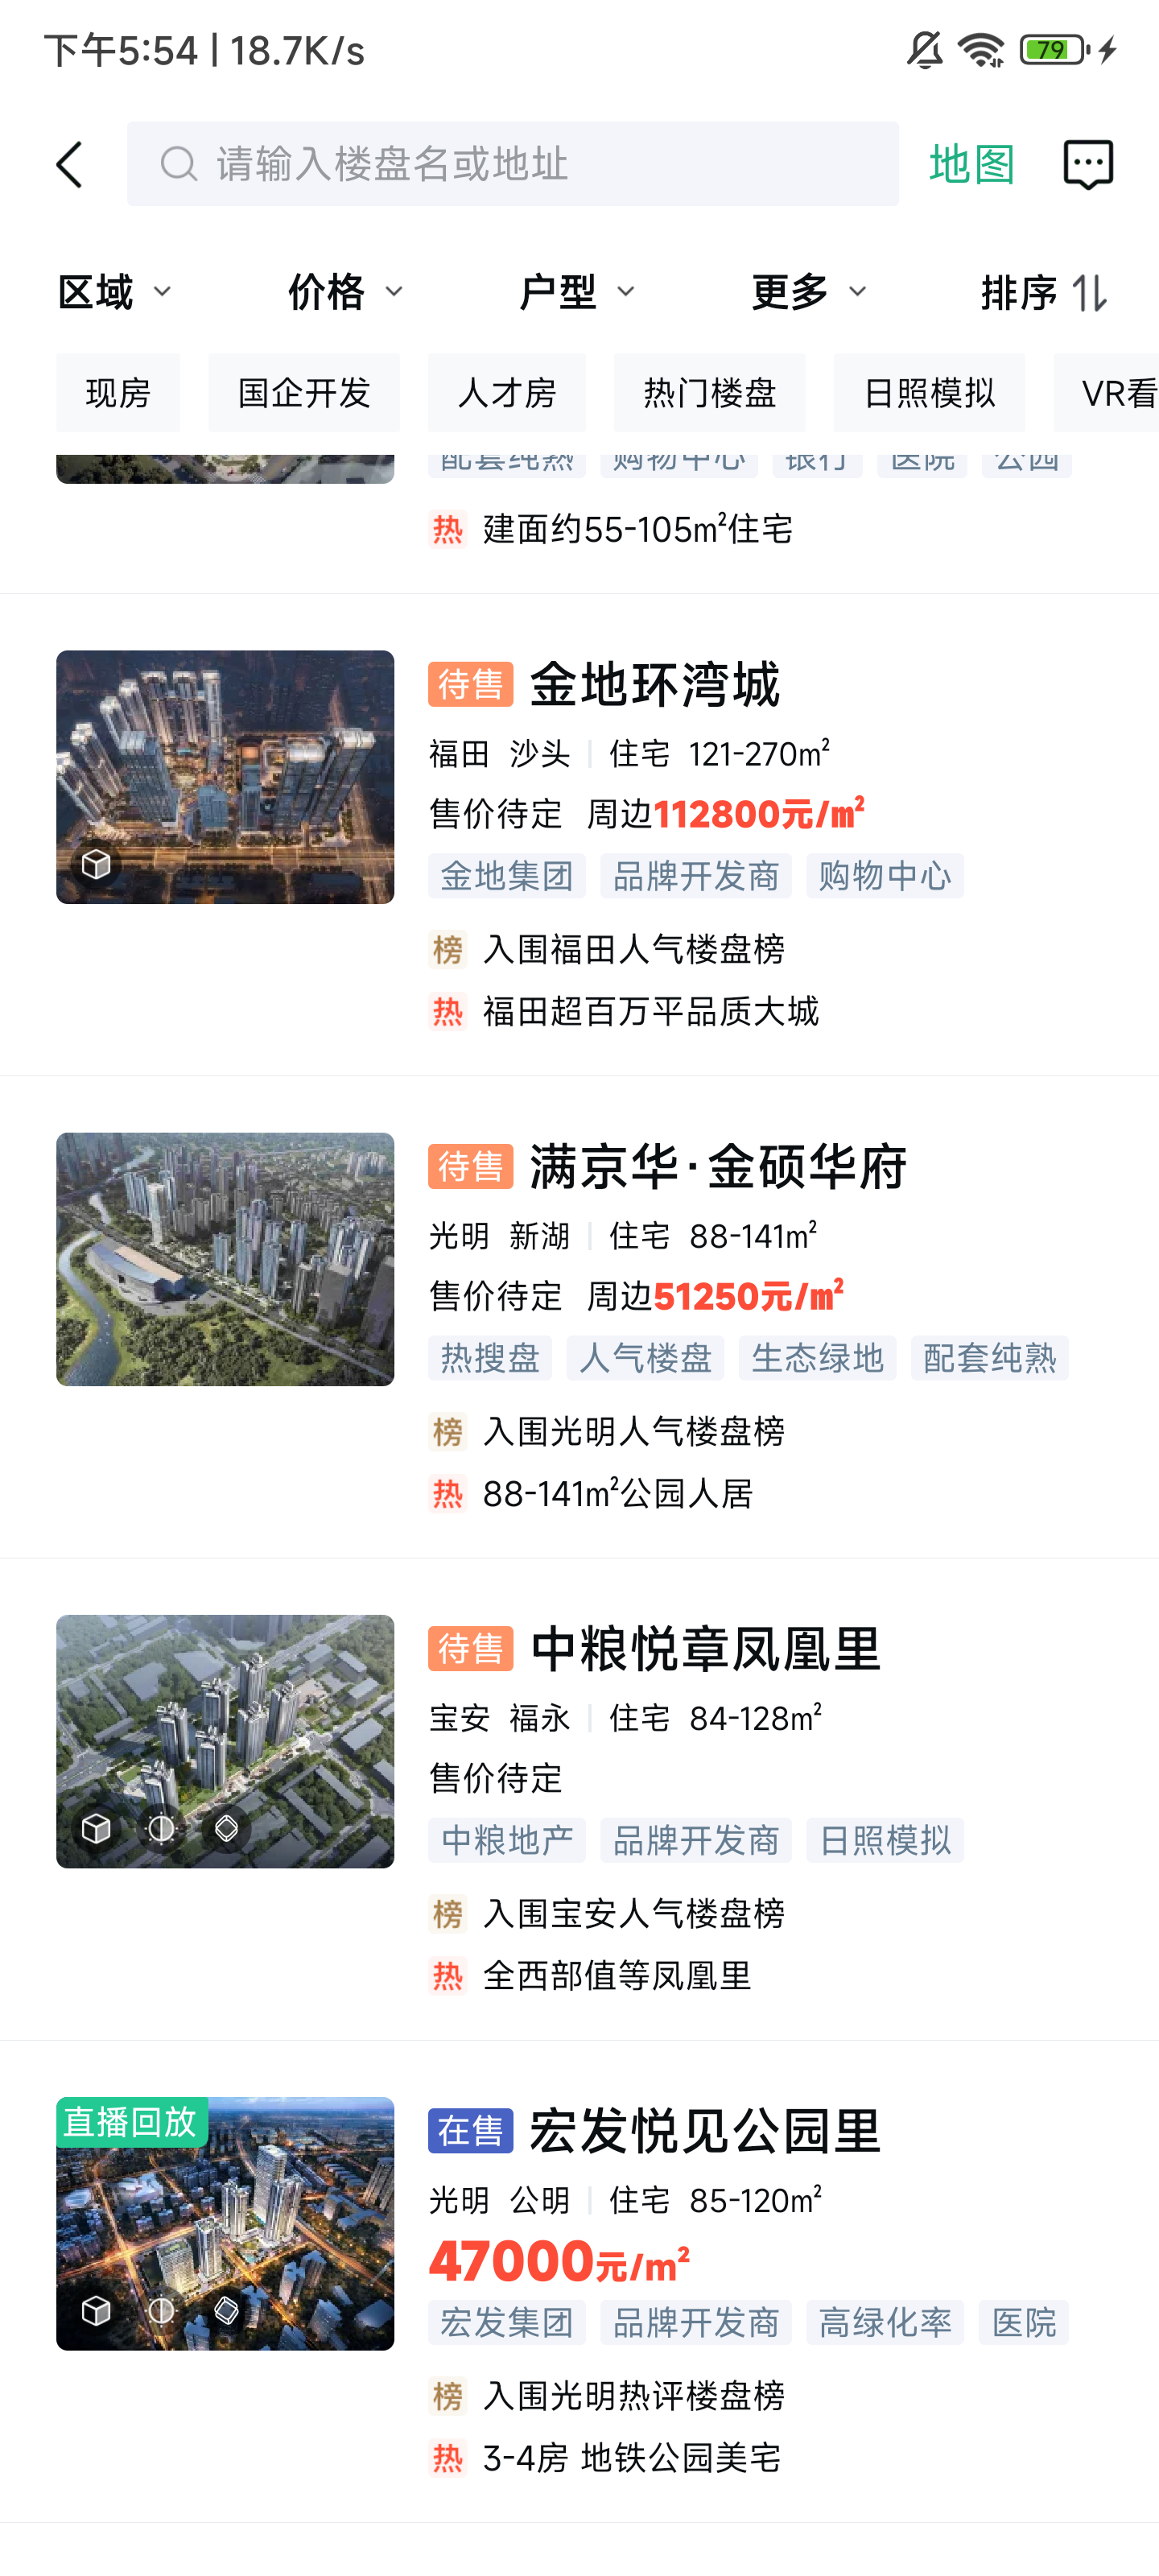 下午5:54 | 18.7K/s
79
请输入楼盘名或地址
地图
区域 价格 户型 更多 排序
现房 国企开发 人才房 热门楼盘 日照模拟 VR看
配套纯熟 购物中心 银行 医院 公园
热 建面约55-105m²住宅
待售 金地环湾城
福田 沙头 | 住宅 121-270m²
售价待定 周边112800元/m²
金地集团 品牌开发商 购物中心
榜 入围福田人气楼盘榜
热 福田超百万平品质大城
待售 满京华·金硕华府
光明 新湖 | 住宅 88-141m²
售价待定 周边51250元/m²
热搜盘 人气楼盘 生态绿地 配套纯熟
榜 入围光明人气楼盘榜
热 88-141m²公园人居
待售 中粮悦章凤凰里
宝安 福永 | 住宅 84-128m²
售价待定
中粮地产 品牌开发商 日照模拟
榜 入围宝安人气楼盘榜
热 全西部值等凤凰里
直播回放
在售 宏发悦见公园里
光明 公明 | 住宅 85-120m²
47000元/m²
宏发集团 品牌开发商 高绿化率 医院
榜 入围光明热评楼盘榜
热 3-4房 地铁公园美宅